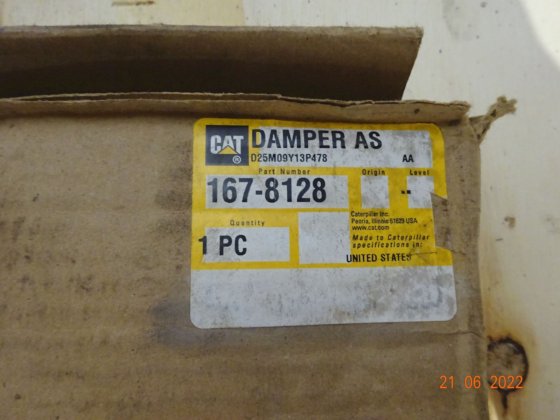 CAT ® DAMPER AS
D25M09Y13P478 AA
Part Number Origin Level
167-8128 --
Quantity
1 PC
Caterpillar Inc.
Peoria, Illinois 61629 USA
www.cat.com
Made to Caterpillar
specifications in:
UNITED STATES
21 06 2022